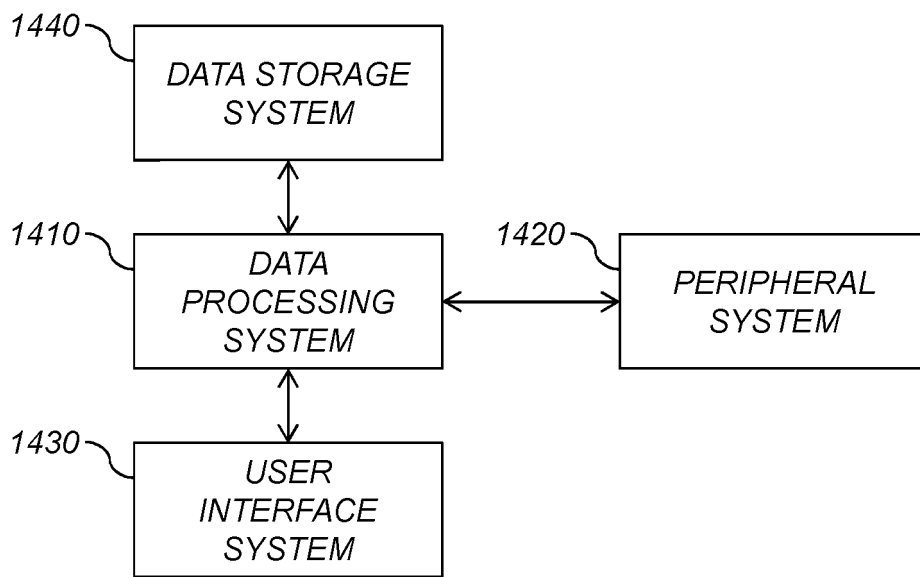 1440
DATA STORAGE
SYSTEM
1410
DATA
PROCESSING
SYSTEM
1420
PERIPHERAL
SYSTEM
1430
USER
INTERFACE
SYSTEM